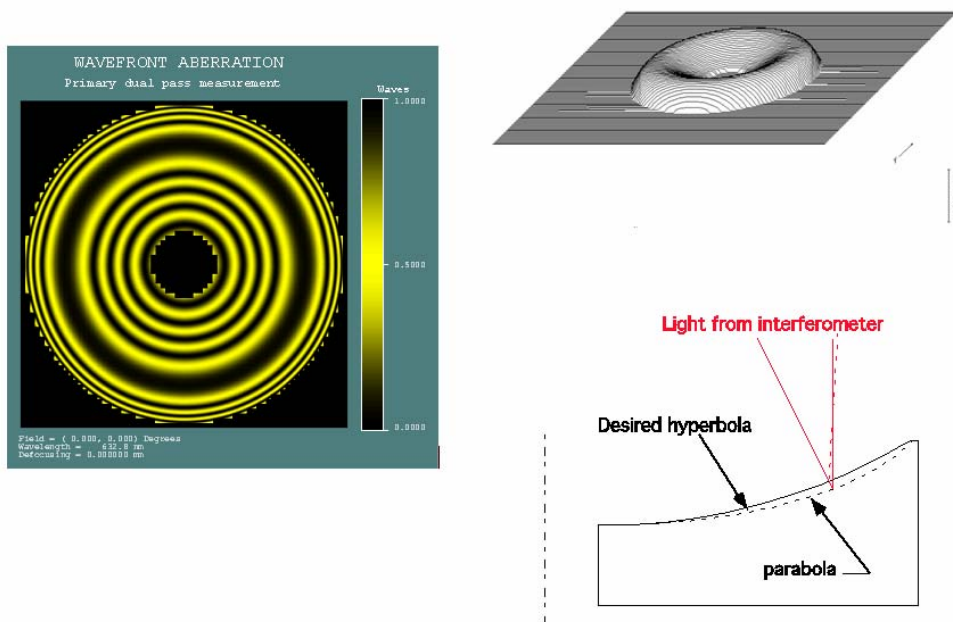 WAVEFRONT ABERRATION
Primary dual pass measurement
Waves
1.0000
0.5000
0.0000
Field = ( 0.000, 0.000) Degrees
Wavelength = 632.8 nm
Defocusing = 0.000000 mm
Light from interferometer
Desired hyperbola
parabola